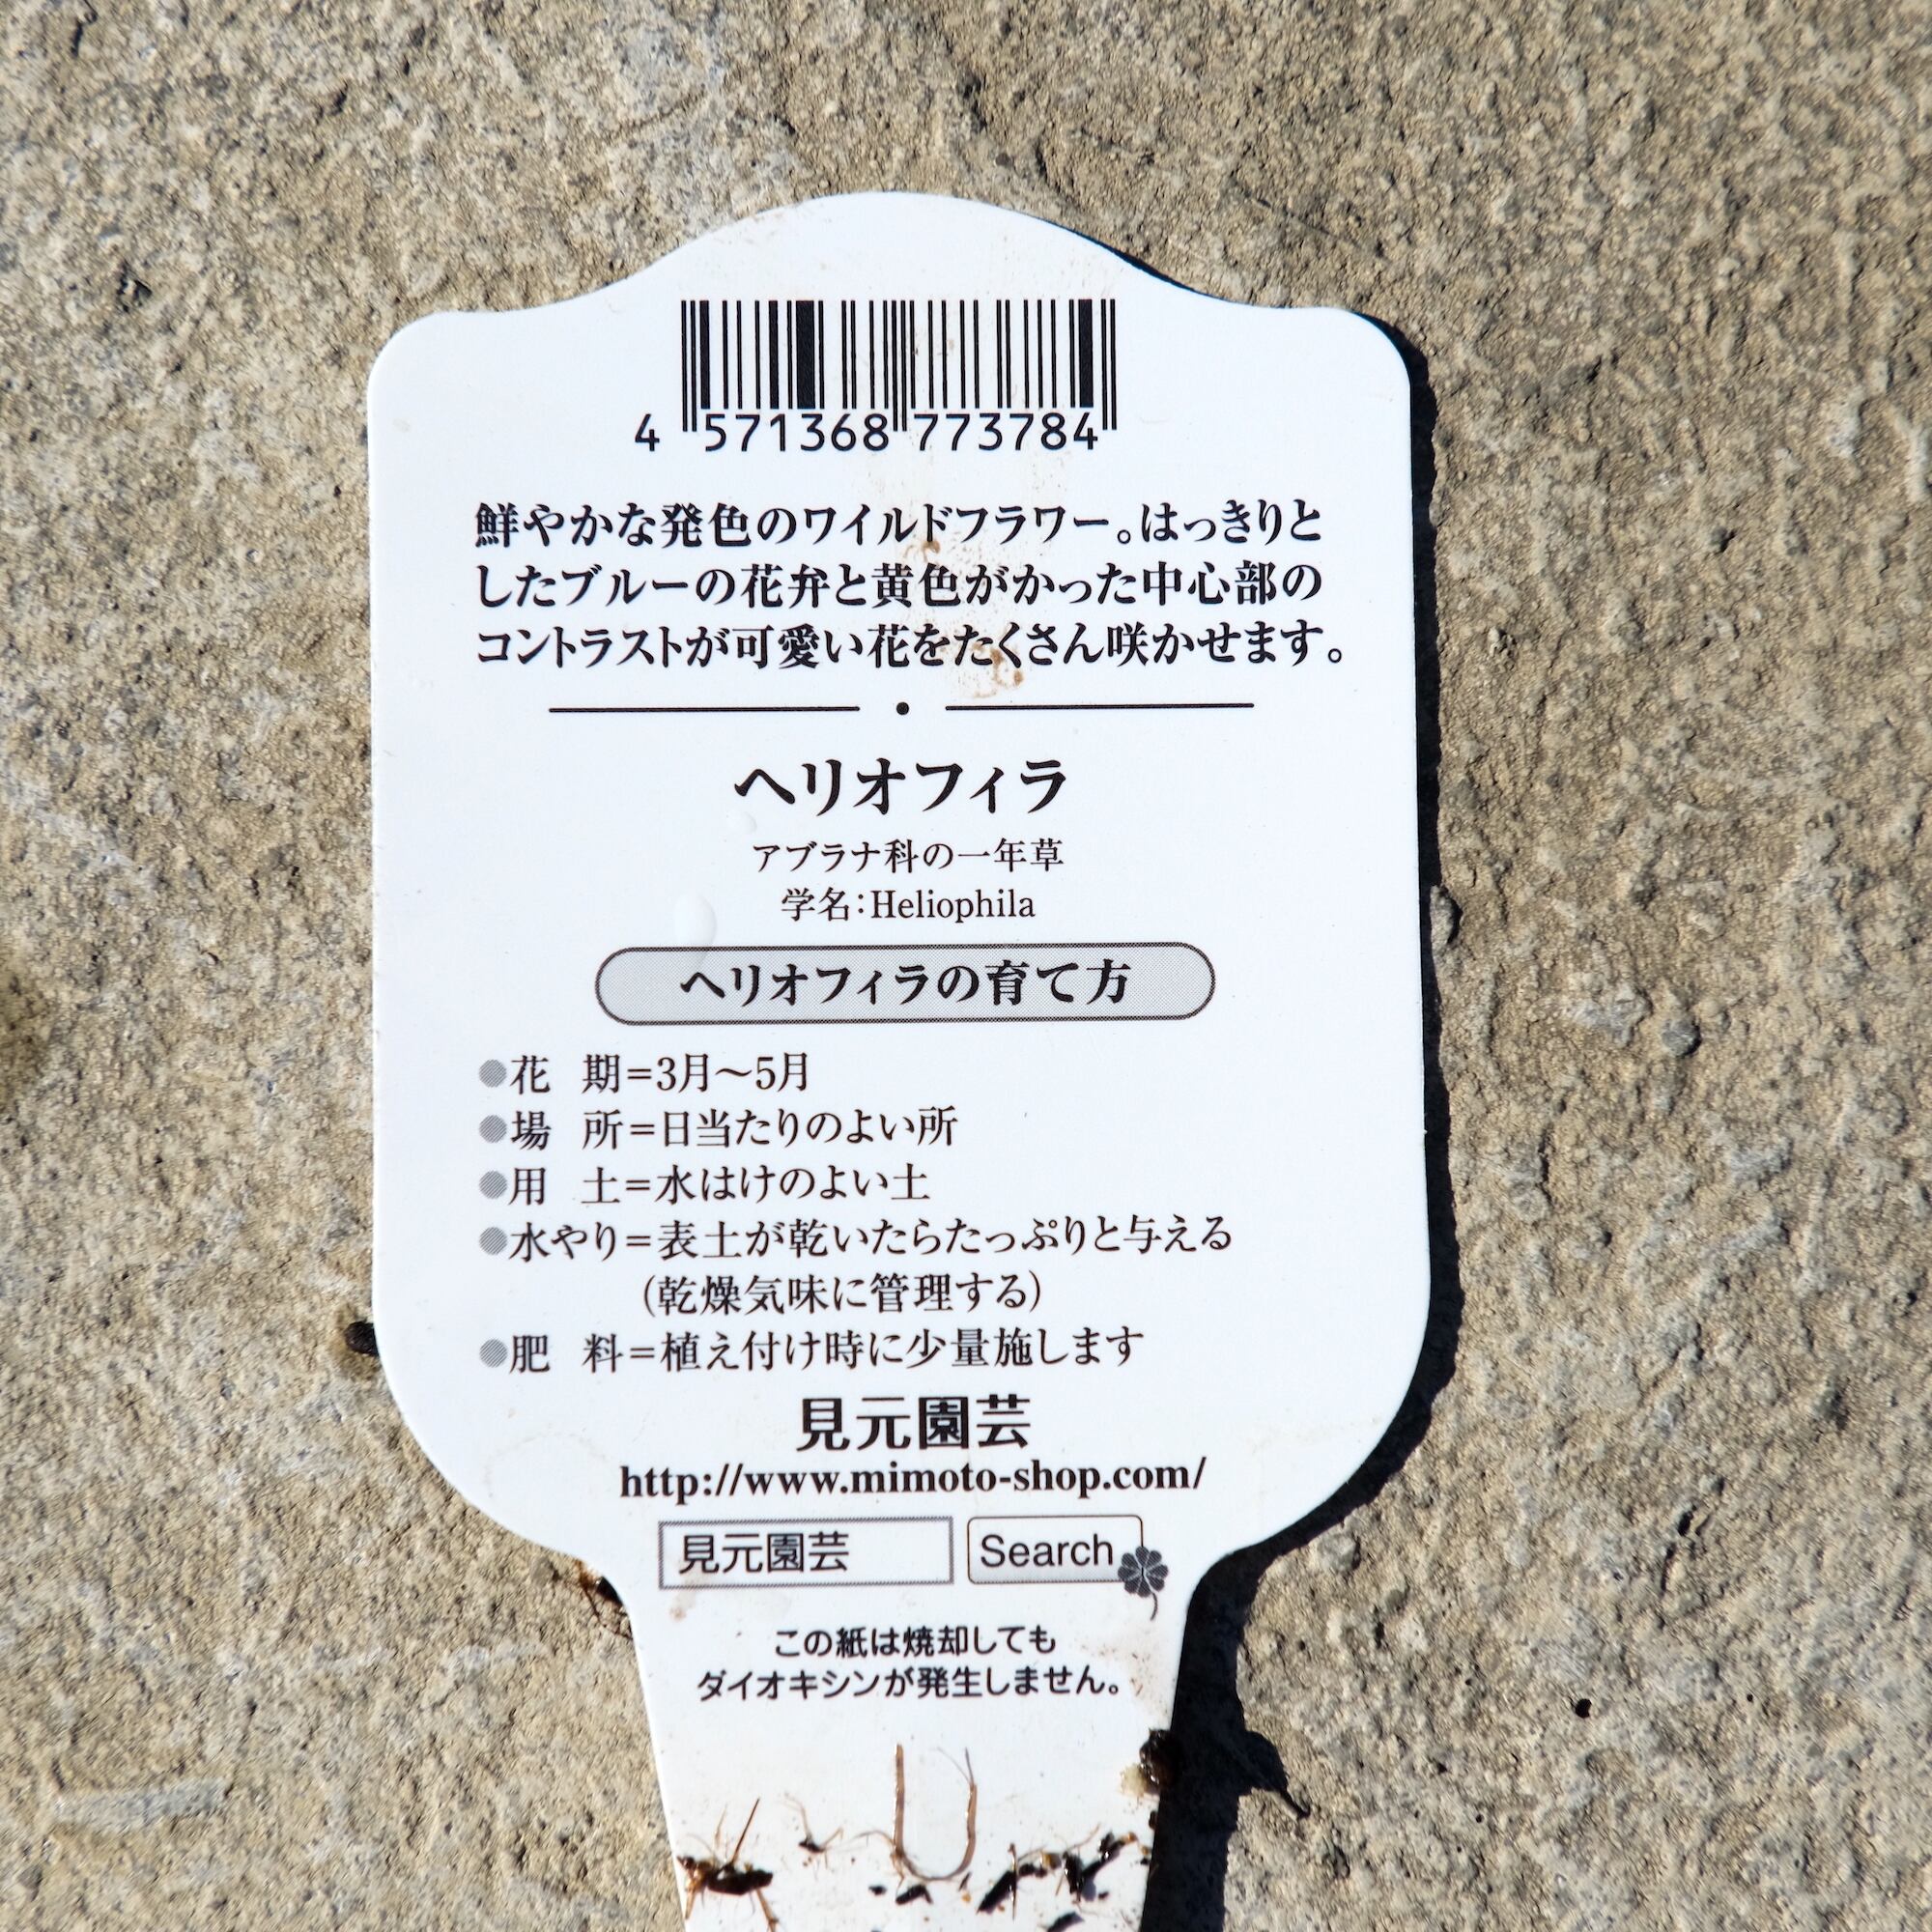 4 571368 773784
鮮やかな発色のワイルドフラワー。はっきりと
したブルーの花弁と黄色がかった中心部の
コントラストが可愛い花をたくさん咲かせます。
ヘリオフィラ
アブラナ科の一年草
学名：Heliophila
ヘリオフィラの育て方
●花　期＝3月～5月
●場　所＝日当たりのよい所
●用　土＝水はけのよい土
●水やり＝表土が乾いたらたっぷりと与える
（乾燥気味に管理する）
●肥　料＝植え付け時に少量施します
見元園芸
http://www.mimoto-shop.com/
見元園芸 Search
この紙は焼却しても
ダイオキシンが発生しません。